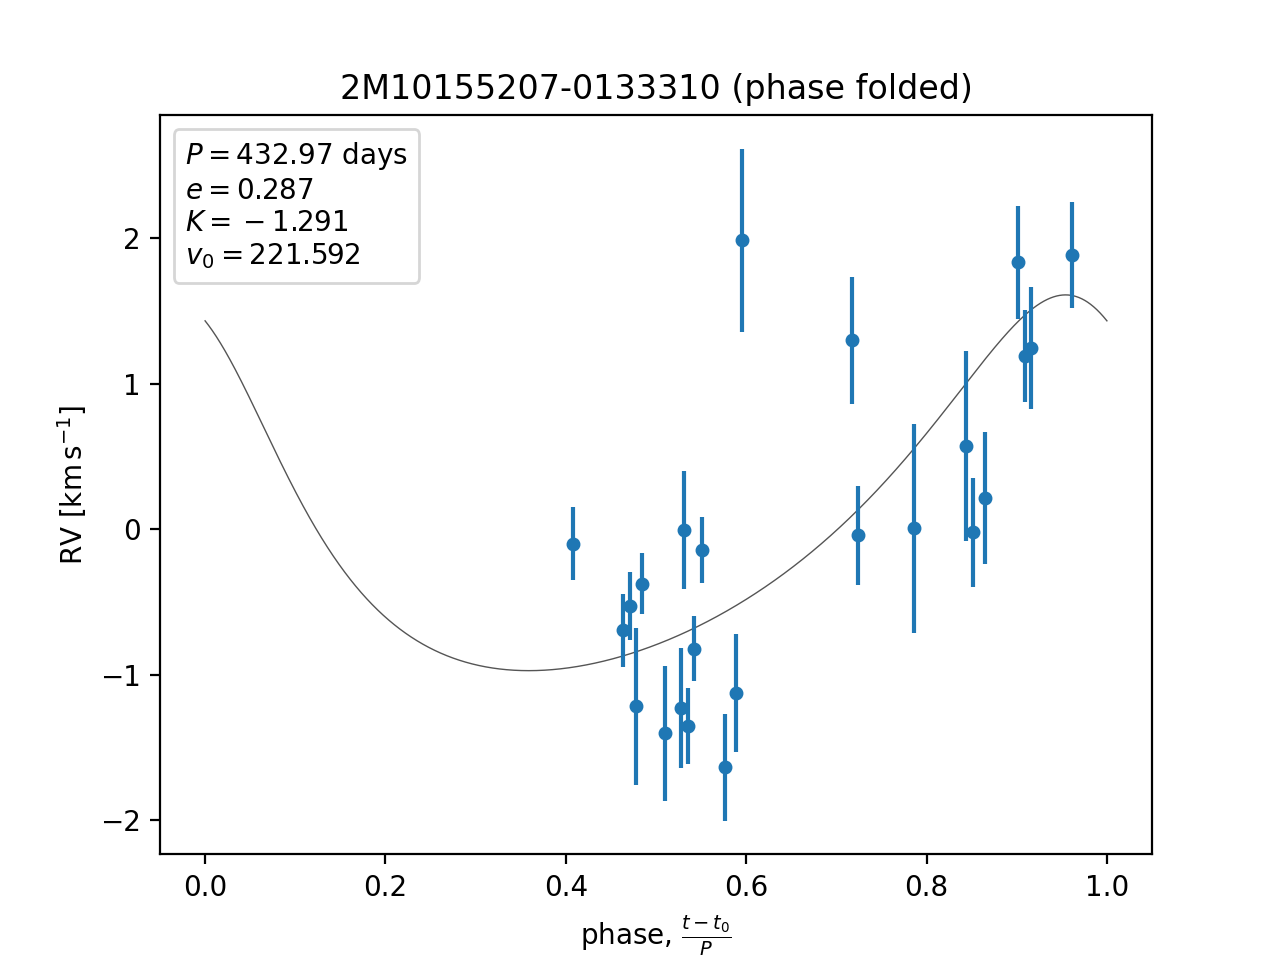 2M10155207-0133310 (phase folded)
P = 432.97 days
e = 0.287
K = −1.291
v₀ = 221.592
2
1
0
−1
−2
RV [km s⁻¹]
0.0 0.2 0.4 0.6 0.8 1.0
phase, (t − t₀)/P